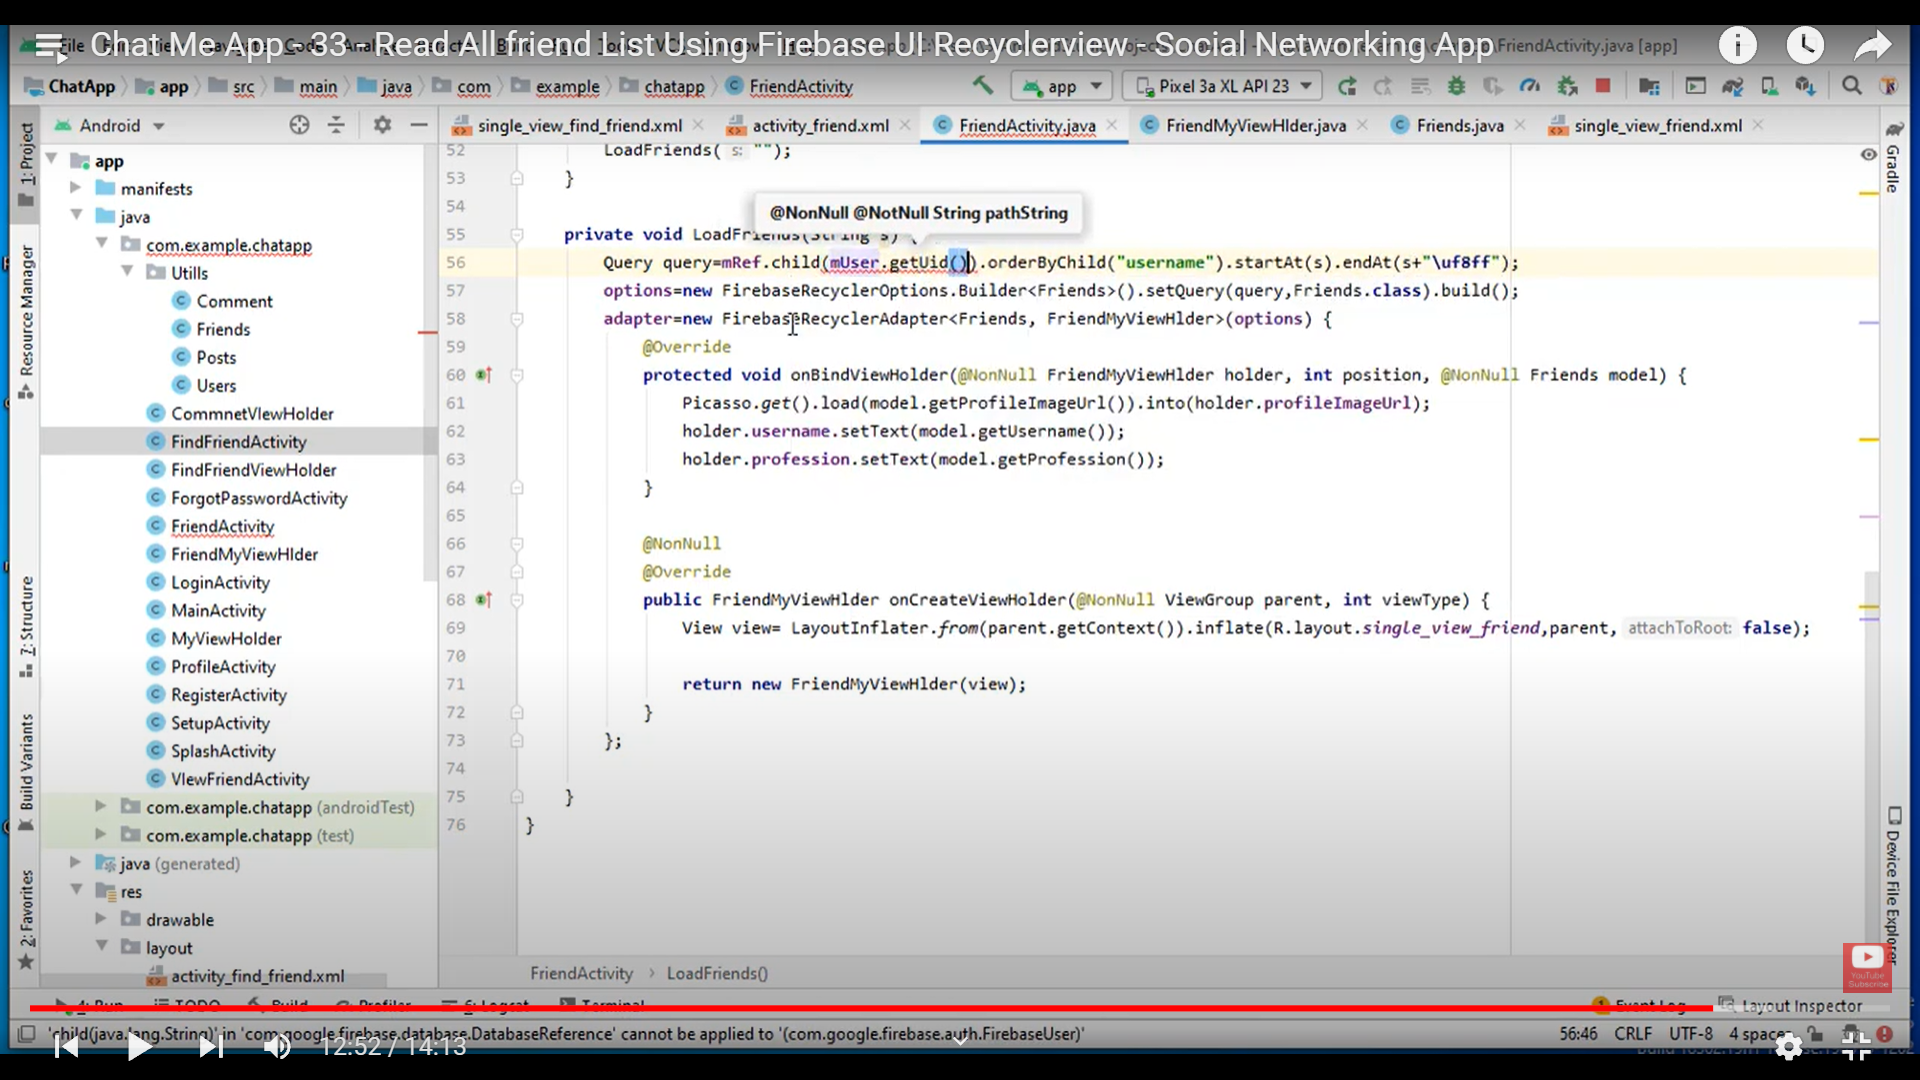 Chat Me App - 33 - Read All friend List Using Firebase UI Recyclerview - Social Networking App
FriendActivity.java [app]
ChatApp app src main java com example chatapp FriendActivity
app
Pixel 3a XL API 23
Android
single_view_find_friend.xml
activity_friend.xml
FriendActivity.java
FriendMyViewHlder.java
Friends.java
single_view_friend.xml
1: Project
Resource Manager
7: Structure
Build Variants
2: Favorites
app
manifests
java
com.example.chatapp
Utills
Comment
Friends
Posts
Users
CommnetVIewHolder
FindFriendActivity
FindFriendViewHolder
ForgotPasswordActivity
FriendActivity
FriendMyViewHlder
LoginActivity
MainActivity
MyViewHolder
ProfileActivity
RegisterActivity
SetupActivity
SplashActivity
VIewFriendActivity
com.example.chatapp (androidTest)
com.example.chatapp (test)
java (generated)
res
drawable
layout
activity_find_friend.xml
52 LoadFriends( s: "");
53 }
54
@NonNull @NotNull String pathString
55 private void LoadFriends(String s) {
56 Query query=mRef.child(mUser.getUid()).orderByChild("username").startAt(s).endAt(s+"\uf8ff");
57 options=new FirebaseRecyclerOptions.Builder<Friends>().setQuery(query,Friends.class).build();
58 adapter=new FirebaseRecyclerAdapter<Friends, FriendMyViewHlder>(options) {
59 @Override
60 protected void onBindViewHolder(@NonNull FriendMyViewHlder holder, int position, @NonNull Friends model) {
61 Picasso.get().load(model.getProfileImageUrl()).into(holder.profileImageUrl);
62 holder.username.setText(model.getUsername());
63 holder.profession.setText(model.getProfession());
64 }
65
66 @NonNull
67 @Override
68 public FriendMyViewHlder onCreateViewHolder(@NonNull ViewGroup parent, int viewType) {
69 View view= LayoutInflater.from(parent.getContext()).inflate(R.layout.single_view_friend,parent, attachToRoot: false);
70
71 return new FriendMyViewHlder(view);
72 }
73 };
74
75 }
76 }
Gradle
Device File Explorer
YouTube
Subscribe
FriendActivity > LoadFriends()
4: Run TODO Build Profiler 6: Logcat Terminal
Event Log Layout Inspector
'child(java.lang.String)' in 'com.google.firebase.database.DatabaseReference' cannot be applied to '(com.google.firebase.auth.FirebaseUser)'
56:46 CRLF UTF-8 4 spaces
12:52 / 14:13